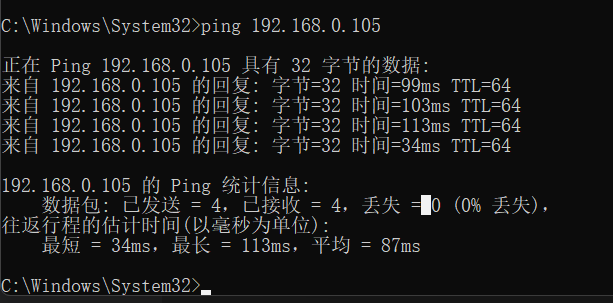 C:\Windows\System32>ping 192.168.0.105
正在 Ping 192.168.0.105 具有 32 字节的数据:
来自 192.168.0.105 的回复: 字节=32 时间=99ms TTL=64
来自 192.168.0.105 的回复: 字节=32 时间=103ms TTL=64
来自 192.168.0.105 的回复: 字节=32 时间=113ms TTL=64
来自 192.168.0.105 的回复: 字节=32 时间=34ms TTL=64
192.168.0.105 的 Ping 统计信息:
数据包: 已发送 = 4，已接收 = 4，丢失 = 0 (0% 丢失)，
往返行程的估计时间(以毫秒为单位):
最短 = 34ms，最长 = 113ms，平均 = 87ms
C:\Windows\System32>